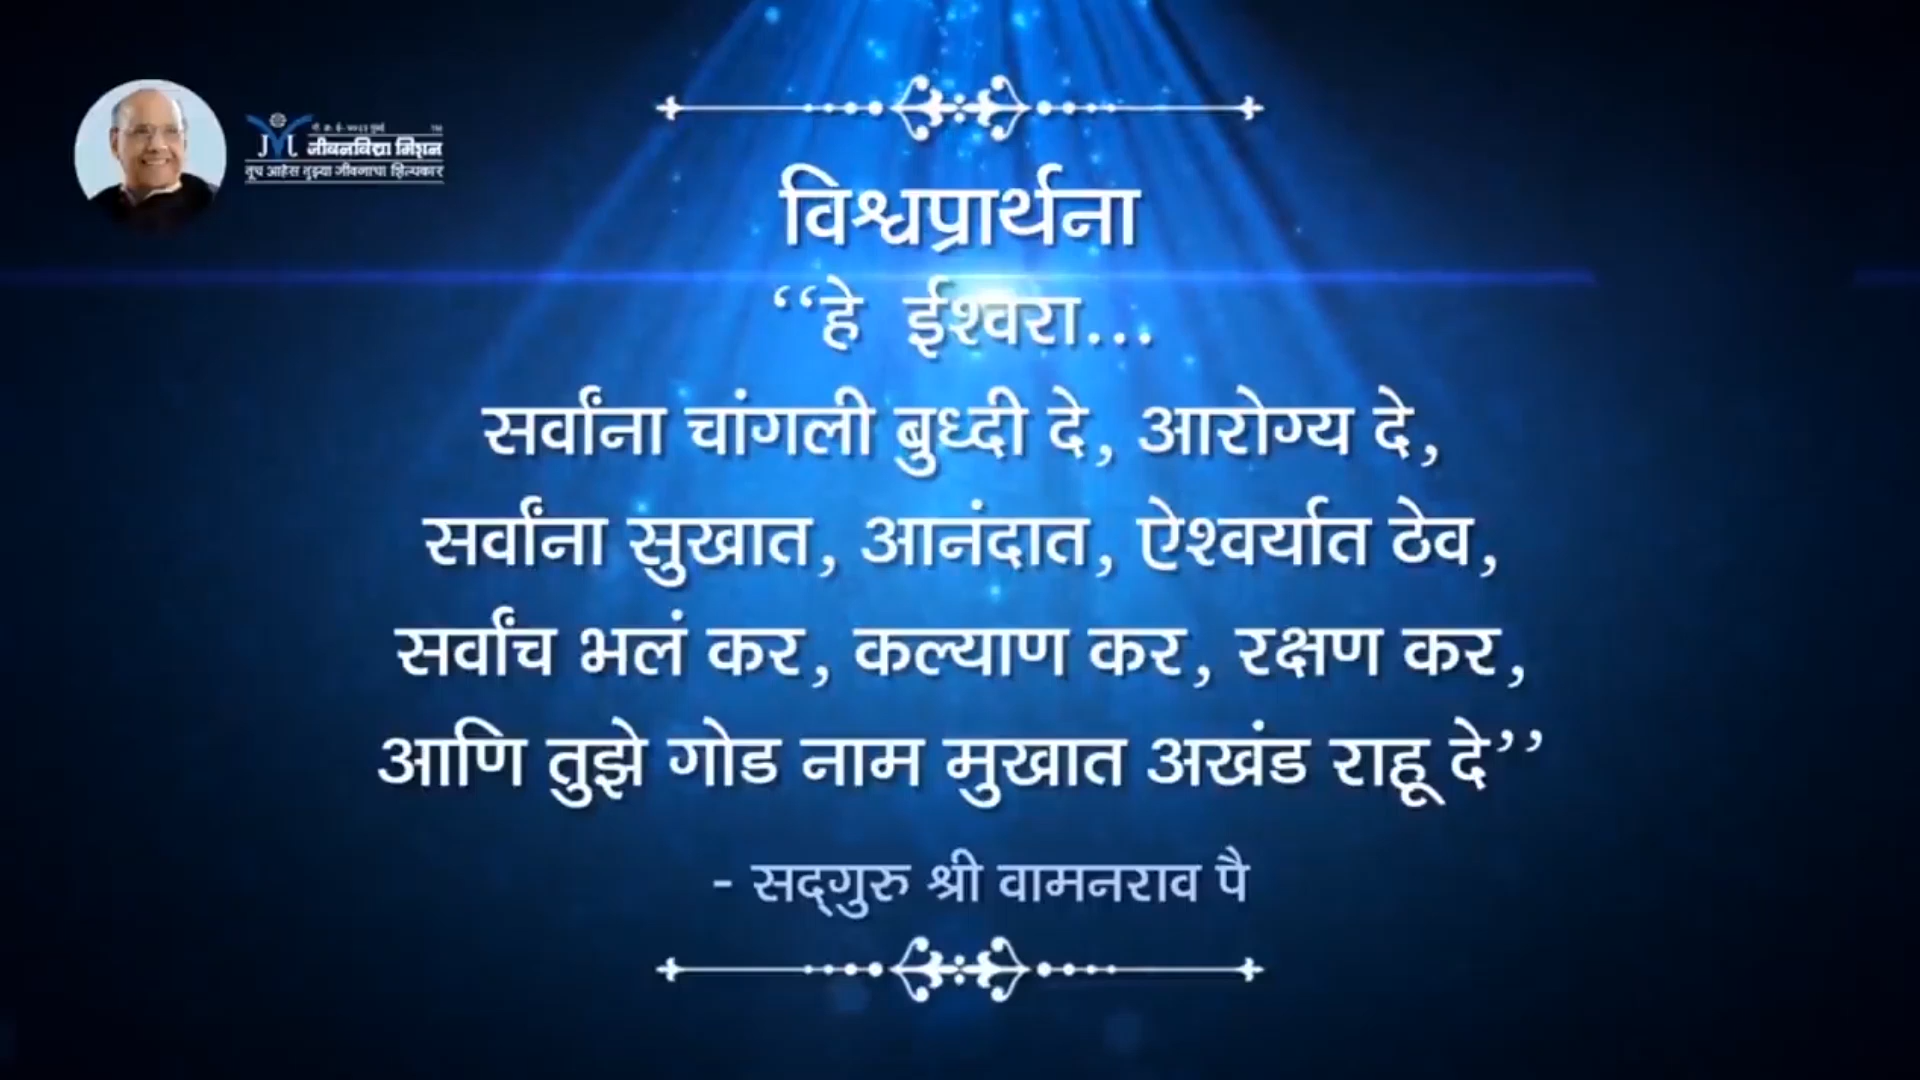 जीवनविद्या मिशन
तूच आहेस तुझ्या जीवनाचा शिल्पकार
विश्वप्रार्थना
“हे ईश्वरा...
सर्वांना चांगली बुध्दी दे, आरोग्य दे,
सर्वांना सुखात, आनंदात, ऐश्वर्यात ठेव,
सर्वांच भलं कर, कल्याण कर, रक्षण कर,
आणि तुझे गोड नाम मुखात अखंड राहू दे”
- सद्‌गुरु श्री वामनराव पै